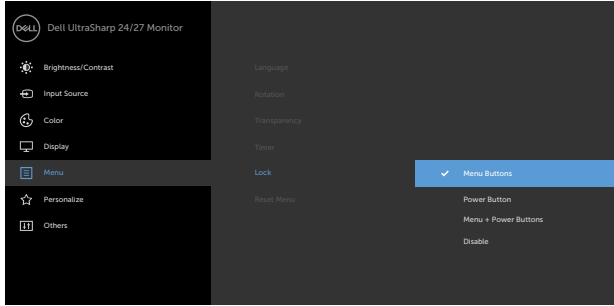 DELL
Dell UltraSharp 24/27 Monitor
Brightness/Contrast
Input Source
Color
Display
Menu
Personalize
Others
Language
Rotation
Transparency
Timer
Lock
Reset Menu
Menu Buttons
Power Button
Menu + Power Buttons
Disable